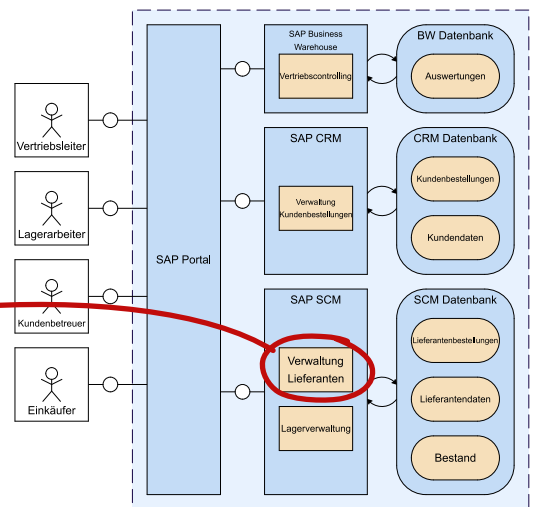 Vertriebsleiter
Lagerarbeiter
Kundenbetreuer
Einkäufer
SAP Portal
SAP Business
Warehouse
Vertriebscontrolling
SAP CRM
Verwaltung
Kundenbestellungen
SAP SCM
Verwaltung
Lieferanten
Lagerverwaltung
BW Datenbank
Auswertungen
CRM Datenbank
Kundenbestellungen
Kundendaten
SCM Datenbank
Lieferantenbestellungen
Lieferantendaten
Bestand